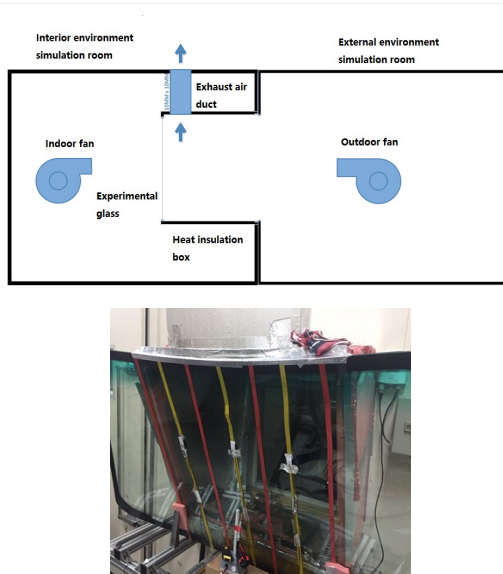 Interior environment
simulation room
External environment
simulation room
Exhaust air
duct
Indoor fan
Outdoor fan
Experimental
glass
Heat insulation
box